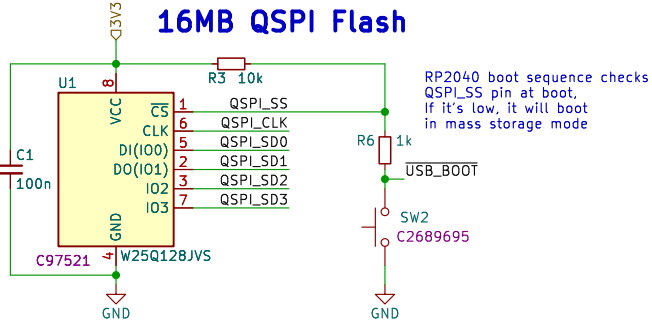 3V3
16MB QSPI Flash
R3 10k
U1
8
VCC
RP2040 boot sequence checks
QSPI_SS pin at boot,
If it's low, it will boot
in mass storage mode
CS 1 QSPI_SS
CLK 6 QSPI_CLK
DI(IO0) 5 QSPI_SD0
DO(IO1) 2 QSPI_SD1
IO2 3 QSPI_SD2
IO3 7 QSPI_SD3
R6 1k
C1
100n
USB_BOOT
GND
4
SW2
C2689695
C97521
W25Q128JVS
GND
GND